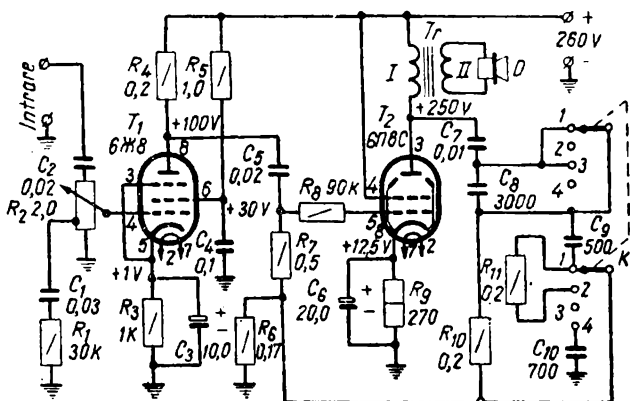 Intrare
C2
0,02
R2 2,0
C1
0,03
R1
30K
R4
0,2
R5
1,0
T1
6Ж8
+100V
8
3
4
6
5
2
7
+30V
+1V
C4
0,1
R3
1K
C3
10,0
C5
0,02
R8 90K
R7
0,5
R6
0,17
I
Tr
II
D
T2
6П8С
+250V
3
4
5
8
7
2
+12,5V
C6
20,0
R9
270
C7
0,01
C8
3000
R10
0,2
+
260V
-
1
2
3
4
C9
500
R11
0,2
1
2
3
4
K
C10
700